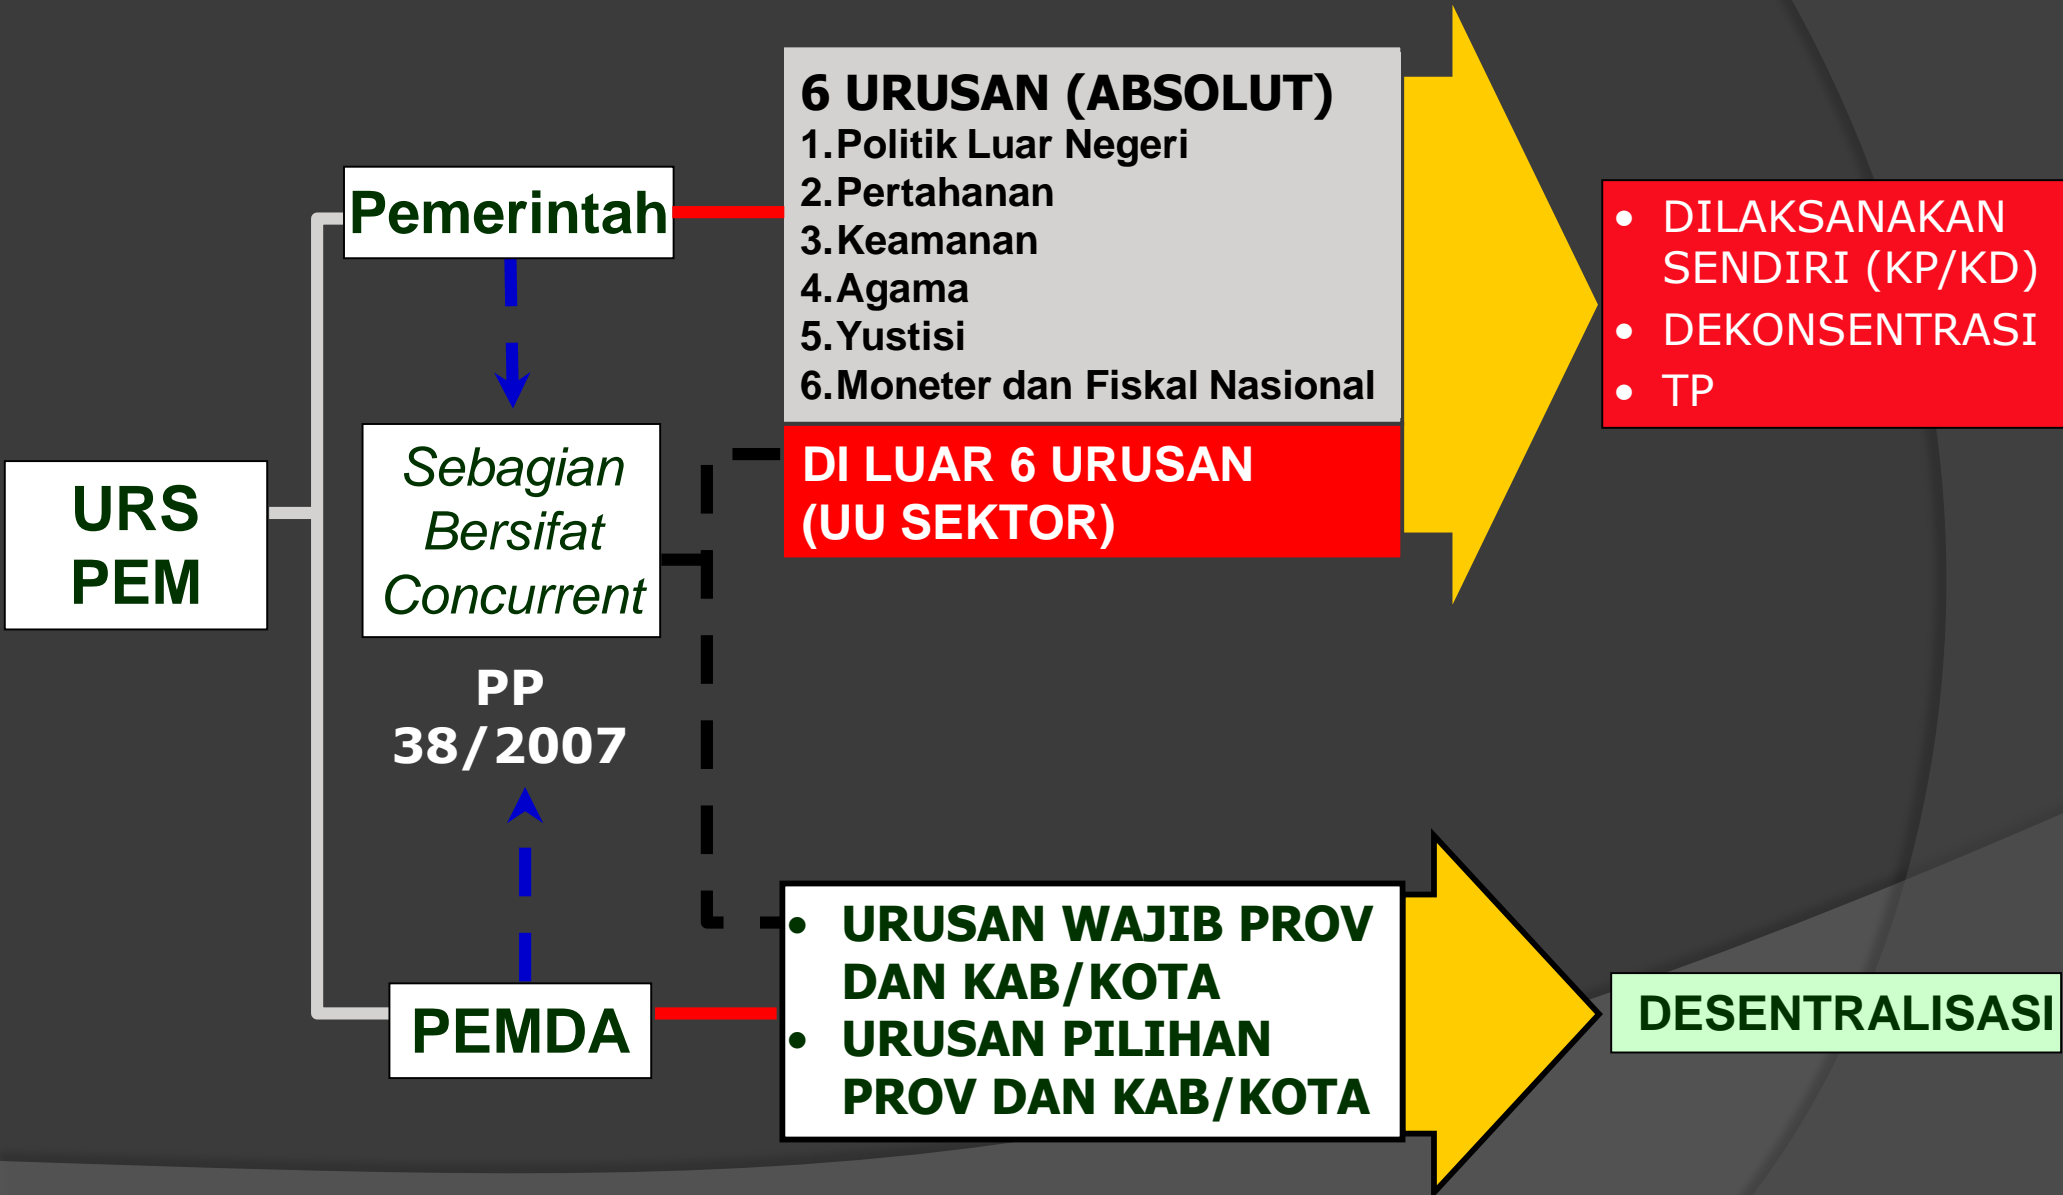 URS
PEM
Pemerintah
Sebagian
Bersifat
Concurrent
PP
38/2007
PEMDA
6 URUSAN (ABSOLUT)
1.Politik Luar Negeri
2.Pertahanan
3.Keamanan
4.Agama
5.Yustisi
6.Moneter dan Fiskal Nasional
DI LUAR 6 URUSAN
(UU SEKTOR)
• URUSAN WAJIB PROV
DAN KAB/KOTA
• URUSAN PILIHAN
PROV DAN KAB/KOTA
• DILAKSANAKAN
SENDIRI (KP/KD)
• DEKONSENTRASI
• TP
DESENTRALISASI